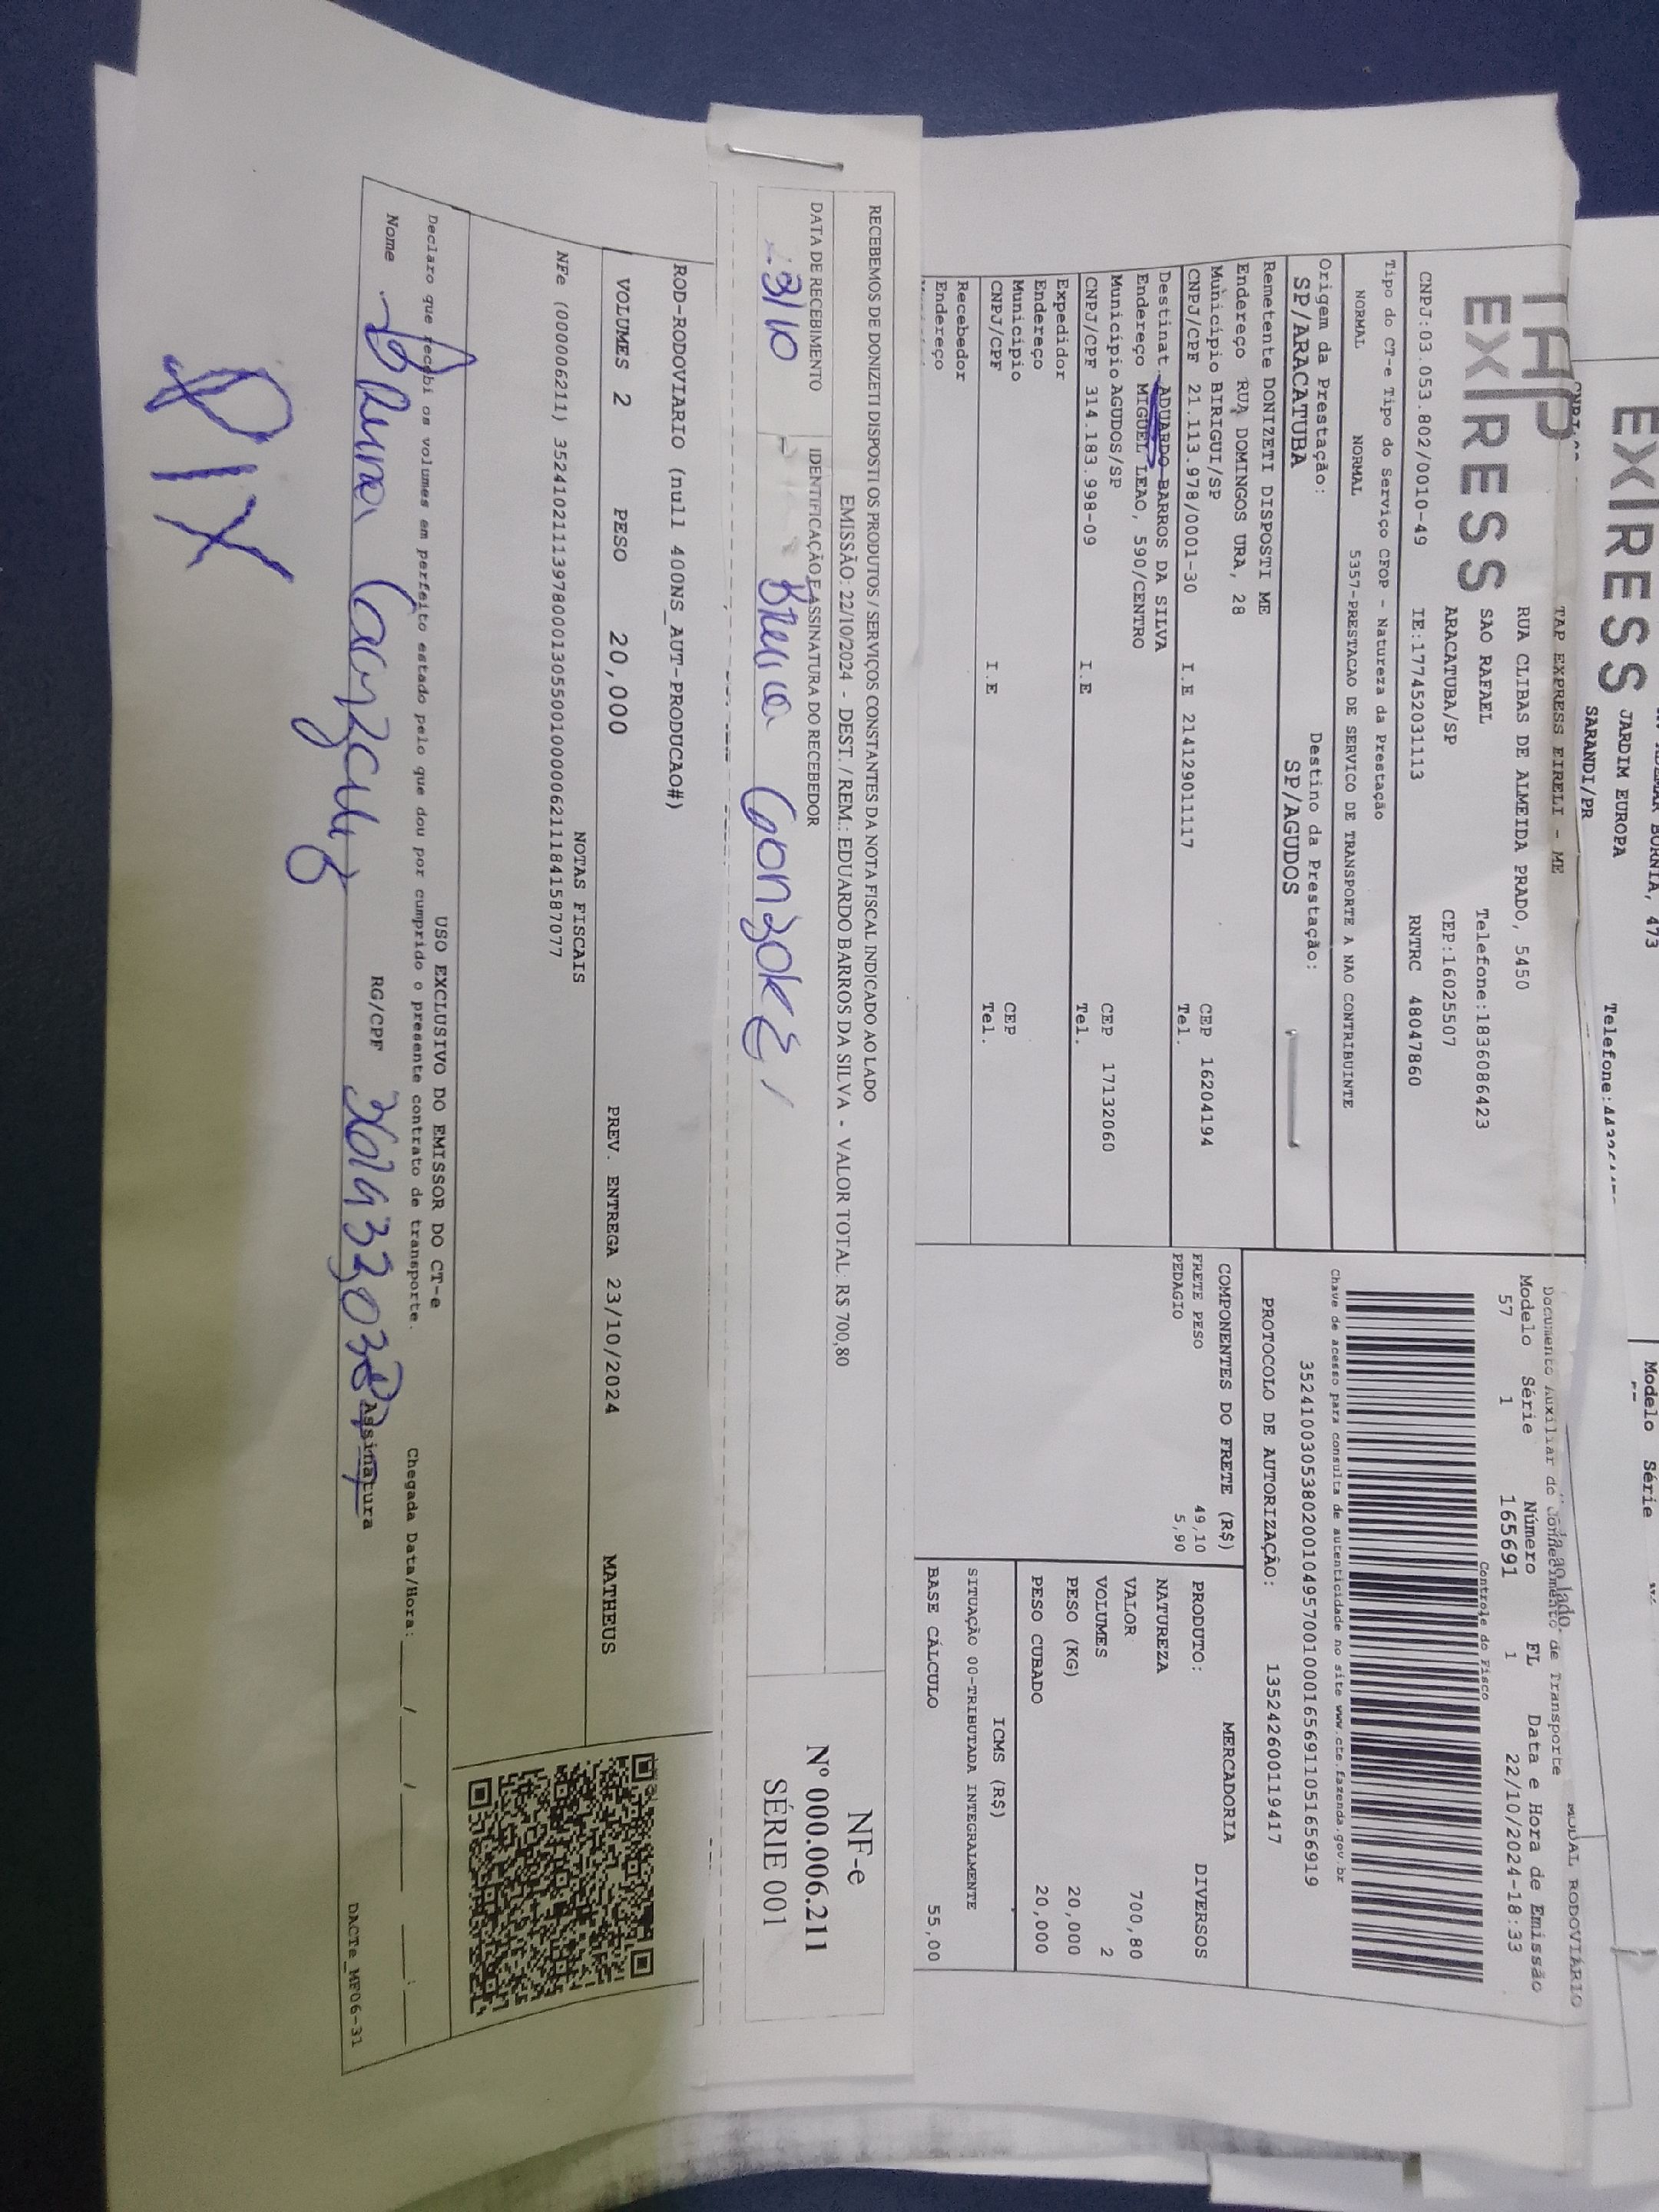 EXPRESS
JARDIM EUROPA
SARANDI/PR
Modelo Série
TAP
EXPRESS
TAP EXPRESS EIRELI - ME
RUA CLIBAS DE ALMEIDA PRADO, 5450
SAO RAFAEL Telefone:1836086423
ARACATUBA/SP CEP:16025507
CNPJ:03.053.802/0010-49 IE:177452031113 RNTRC 48047860
Tipo do CT-e Tipo do Serviço CFOP - Natureza da Prestação
NORMAL NORMAL 5357-PRESTACAO DE SERVICO DE TRANSPORTE A NAO CONTRIBUINTE
Origem da Prestação: Destino da Prestação:
SP/ARACATUBA SP/AGUDOS
Remetente DONIZETI DISPOSTI ME
Endereço RUA DOMINGOS URA, 28
Município BIRIGUI/SP CEP 16204194
CNPJ/CPF 21.113.978/0001-30 I.E 214129011117 Tel.
Destinat ADUARDO BARROS DA SILVA
Endereço MIGUEL LEAO, 590/CENTRO
Município AGUDOS/SP CEP 17132060
CNPJ/CPF 314.183.998-09 I.E Tel.
Expedidor
Endereço
Município CEP
CNPJ/CPF I.E Tel.
Recebedor
Endereço
MODAL RODOVIÁRIO
Documento Auxiliar do Conhecimento de Transporte
Modelo Série Número FL Data e Hora de Emissão
57 1 165691 1 22/10/2024-18:33
Controle do Fisco
Chave de acesso para consulta de autenticidade no site www.cte.fazenda.gov.br
35241003053802001049570010001656911051656919
PROTOCOLO DE AUTORIZAÇÃO: 135242600119417
COMPONENTES DO FRETE (R$)
FRETE PESO 49,10
PEDAGIO 5,90
MERCADORIA
PRODUTO: DIVERSOS
NATUREZA
VALOR 700,80
VOLUMES 2
PESO (KG) 20,000
PESO CUBADO 20,000
ICMS (R$)
SITUAÇÃO 00-TRIBUTADA INTEGRALMENTE
BASE CÁLCULO 55,00
RECEBEMOS DE DONIZETI DISPOSTI OS PRODUTOS / SERVIÇOS CONSTANTES DA NOTA FISCAL INDICADO AO LADO
EMISSÃO: 22/10/2024 - DEST. / REM.: EDUARDO BARROS DA SILVA - VALOR TOTAL: R$ 700,80
DATA DE RECEBIMENTO IDENTIFICAÇÃO E ASSINATURA DO RECEBEDOR
3/10 Bruna
NF-e
Nº 000.006.211
SÉRIE 001
ROD-RODOVIARIO (null 400NS_AUT-PRODUCAO#)
VOLUMES 2 PESO 20,000 PREV. ENTREGA 23/10/2024 MATHEUS
NOTAS FISCAIS
NFe (000006211) 35241021113978000130550010000062111841587077
USO EXCLUSIVO DO EMISSOR DO CT-e
Declaro que recebi os volumes em perfeito estado pelo que dou por cumprido o presente contrato de transporte. Chegada Data/Hora:____/____/____ ___:___
Nome Bruna RG/CPF Assinatura
DACTe_MF06-31
PIX